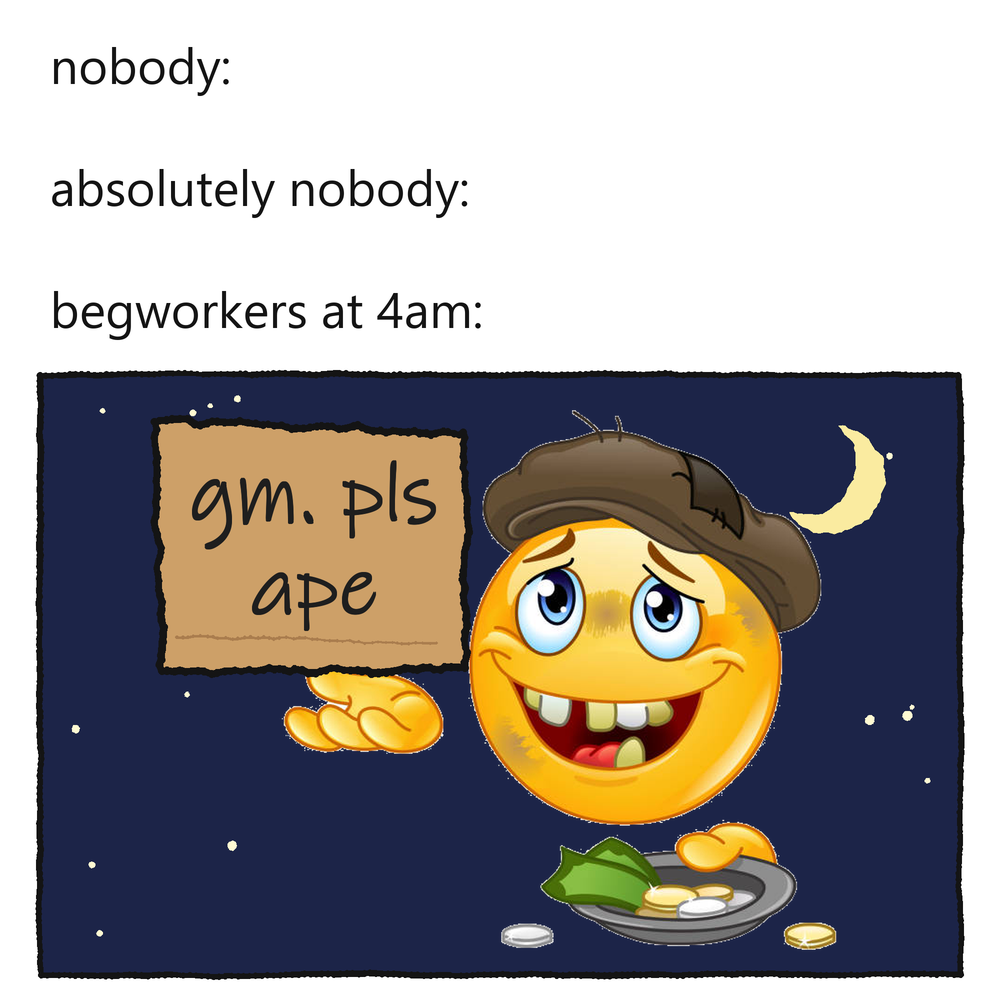 nobody:
absolutely nobody:
begworkers at 4am:
gm. pls
ape